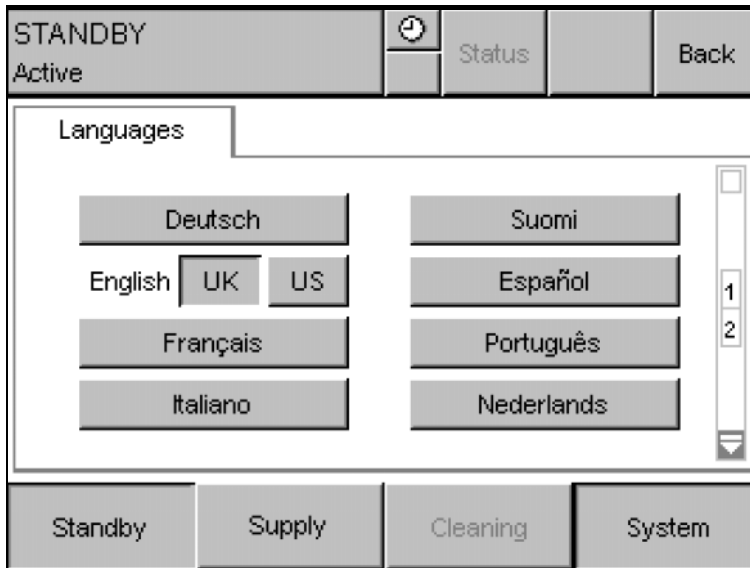 STANDBY
Active
Status
Back
Languages
Deutsch
Suomi
English UK US
Español
Français
Português
Italiano
Nederlands
1
2
Standby
Supply
Cleaning
System